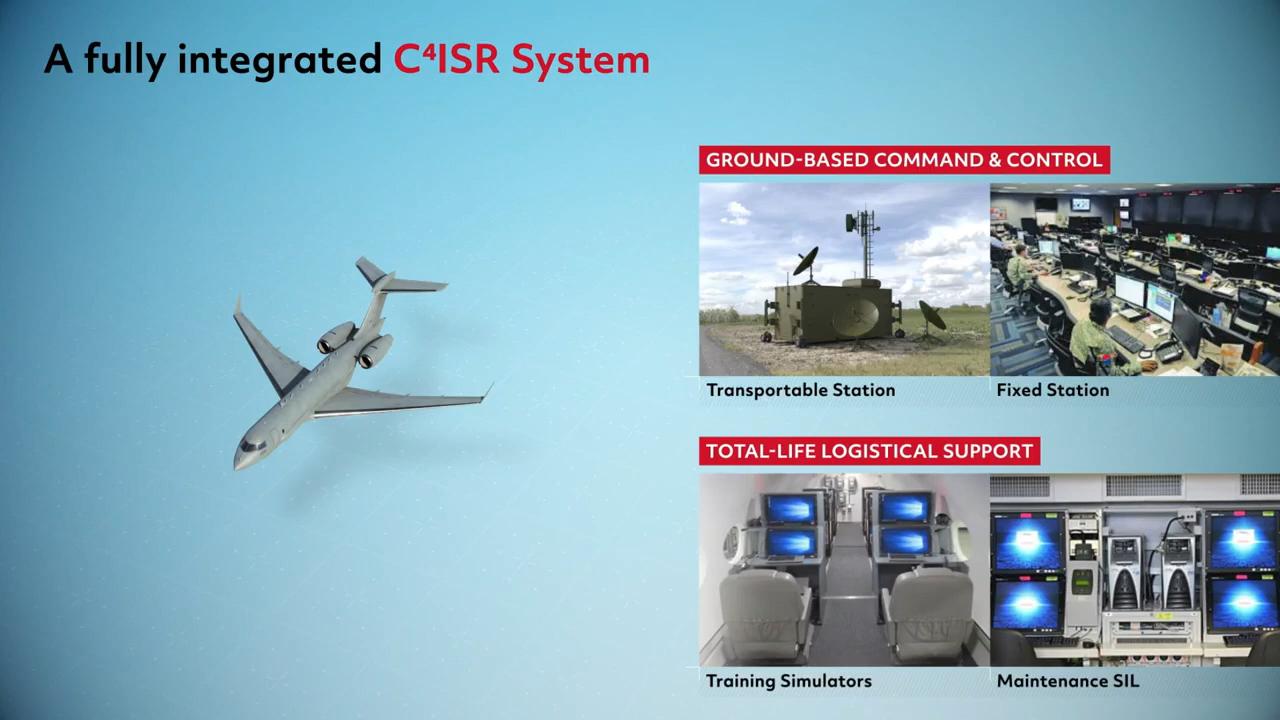 A fully integrated C⁴ISR System
GROUND-BASED COMMAND & CONTROL
Transportable Station
Fixed Station
TOTAL-LIFE LOGISTICAL SUPPORT
Training Simulators
Maintenance SIL